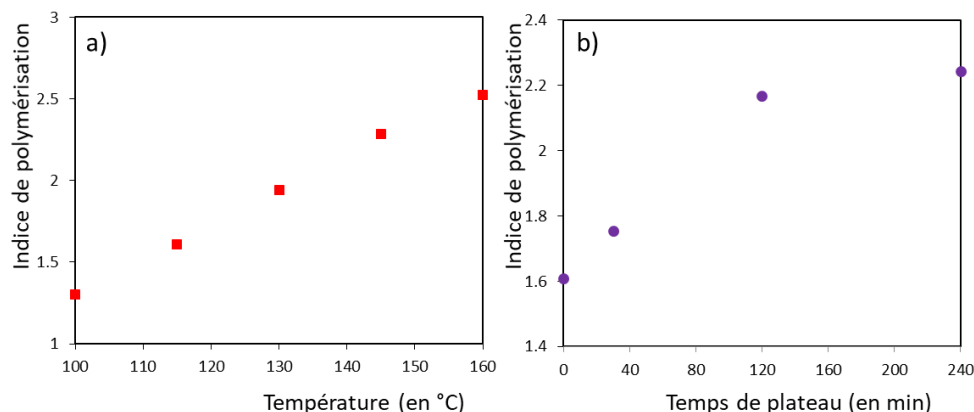 a)
Indice de polymérisation
3
2.5
2
1.5
1
100 110 120 130 140 150 160
Température (en °C)
b)
Indice de polymérisation
2.4
2.2
2
1.8
1.6
1.4
0 40 80 120 160 200 240
Temps de plateau (en min)